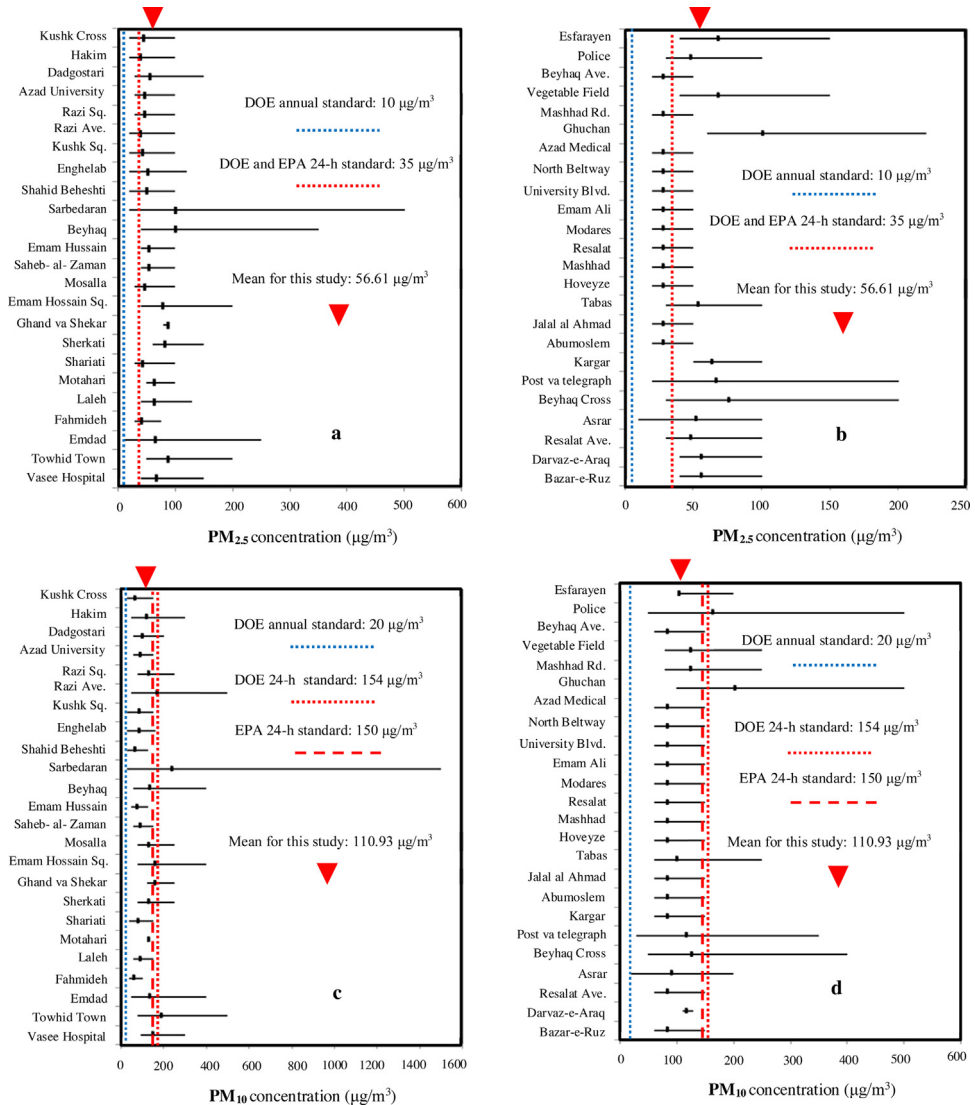 Kushk Cross
Hakim
Dadgostari
Azad University
Razi Sq.
Razi Ave.
Kushk Sq.
Enghelab
Shahid Beheshti
Sarbedaran
Beyhaq
Emam Hussain
Saheb- al- Zaman
Mosalla
Emam Hossain Sq.
Ghand va Shekar
Sherkati
Shariati
Motahari
Laleh
Fahmideh
Emdad
Towhid Town
Vasee Hospital
DOE annual standard: 10 μg/m³
DOE and EPA 24-h standard: 35 μg/m³
Mean for this study: 56.61 μg/m³
a
0 100 200 300 400 500 600
PM2.5 concentration (μg/m³)
Esfarayen
Police
Beyhaq Ave.
Vegetable Field
Mashhad Rd.
Ghuchan
Azad Medical
North Beltway
University Blvd.
Emam Ali
Modares
Resalat
Mashhad
Hoveyze
Tabas
Jalal al Ahmad
Abumoslem
Kargar
Post va telegraph
Beyhaq Cross
Asrar
Resalat Ave.
Darvaz-e-Araq
Bazar-e-Ruz
DOE annual standard: 10 μg/m³
DOE and EPA 24-h standard: 35 μg/m³
Mean for this study: 56.61 μg/m³
b
0 50 100 150 200 250
PM2.5 concentration (μg/m³)
Kushk Cross
Hakim
Dadgostari
Azad University
Razi Sq.
Razi Ave.
Kushk Sq.
Enghelab
Shahid Beheshti
Sarbedaran
Beyhaq
Emam Hussain
Saheb- al- Zaman
Mosalla
Emam Hossain Sq.
Ghand va Shekar
Sherkati
Shariati
Motahari
Laleh
Fahmideh
Emdad
Towhid Town
Vasee Hospital
DOE annual standard: 20 μg/m³
DOE 24-h standard: 154 μg/m³
EPA 24-h standard: 150 μg/m³
Mean for this study: 110.93 μg/m³
c
0 200 400 600 800 1000 1200 1400 1600
PM10 concentration (μg/m³)
Esfarayen
Police
Beyhaq Ave.
Vegetable Field
Mashhad Rd.
Ghuchan
Azad Medical
North Beltway
University Blvd.
Emam Ali
Modares
Resalat
Mashhad
Hoveyze
Tabas
Jalal al Ahmad
Abumoslem
Kargar
Post va telegraph
Beyhaq Cross
Asrar
Resalat Ave.
Darvaz-e-Araq
Bazar-e-Ruz
DOE annual standard: 20 μg/m³
DOE 24-h standard: 154 μg/m³
EPA 24-h standard: 150 μg/m³
Mean for this study: 110.93 μg/m³
d
0 100 200 300 400 500 600
PM10 concentration (μg/m³)